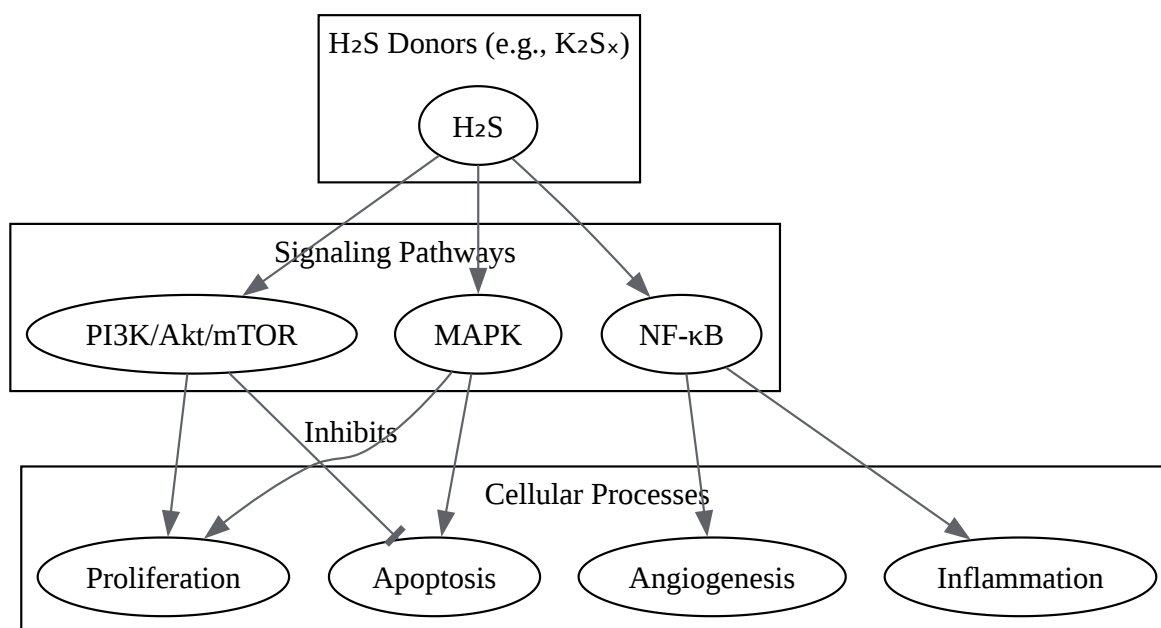 H₂S Donors (e.g., K₂Sₓ)
H₂S
Signaling Pathways
PI3K/Akt/mTOR
MAPK
NF-κB
Inhibits
Cellular Processes
Proliferation
Apoptosis
Angiogenesis
Inflammation